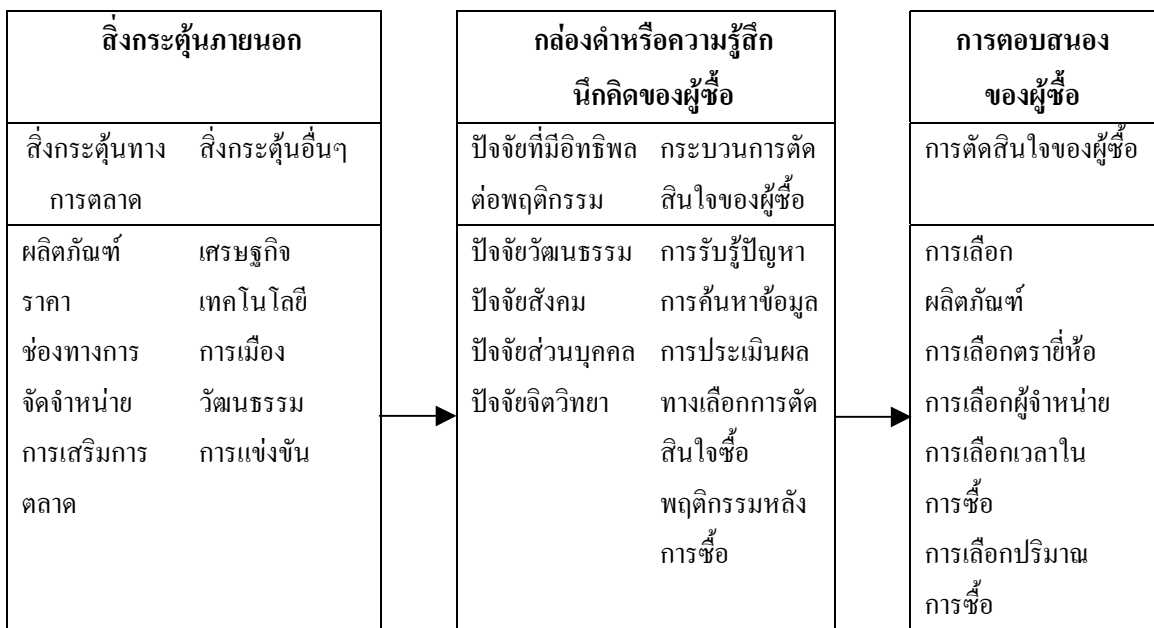 สิ่งกระตุ้นภายนอก
สิ่งกระตุ้นทาง
การตลาด
สิ่งกระตุ้นอื่นๆ
ผลิตภัณฑ์
ราคา
ช่องทางการ
จัดจำหน่าย
การเสริมการ
ตลาด
เศรษฐกิจ
เทคโนโลยี
การเมือง
วัฒนธรรม
การแข่งขัน
กล่องดำหรือความรู้สึก
นึกคิดของผู้ซื้อ
ปัจจัยที่มีอิทธิพล
ต่อพฤติกรรม
กระบวนการตัด
สินใจของผู้ซื้อ
ปัจจัยวัฒนธรรม
ปัจจัยสังคม
ปัจจัยส่วนบุคคล
ปัจจัยจิตวิทยา
การรับรู้ปัญหา
การค้นหาข้อมูล
การประเมินผล
ทางเลือกการตัด
สินใจซื้อ
พฤติกรรมหลัง
การซื้อ
การตอบสนอง
ของผู้ซื้อ
การตัดสินใจของผู้ซื้อ
การเลือก
ผลิตภัณฑ์
การเลือกตรายี่ห้อ
การเลือกผู้จำหน่าย
การเลือกเวลาใน
การซื้อ
การเลือกปริมาณ
การซื้อ